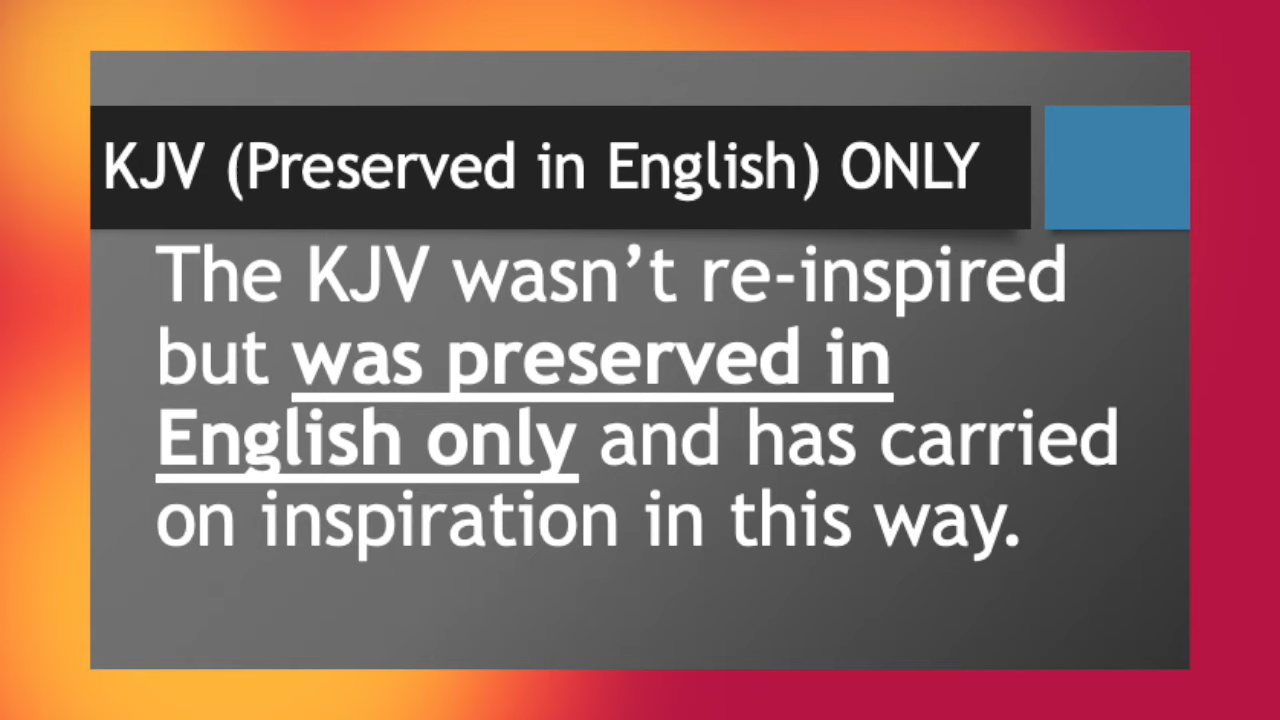 KJV (Preserved in English) ONLY
The KJV wasn’t re-inspired
but was preserved in
English only and has carried
on inspiration in this way.